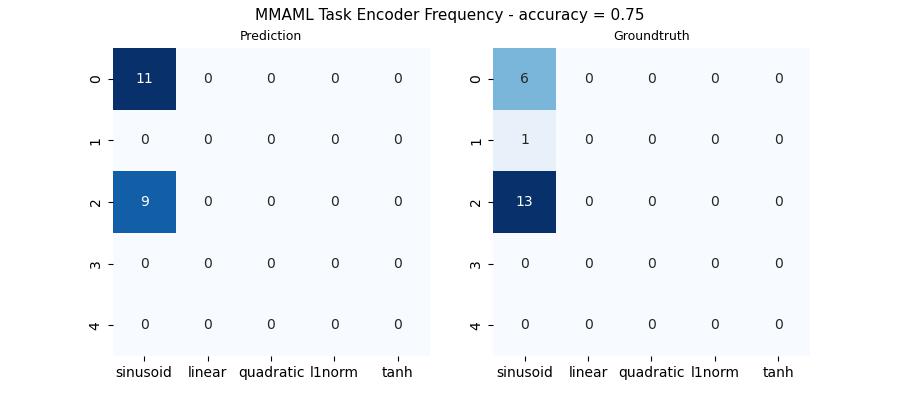 MMAML Task Encoder Frequency - accuracy = 0.75
Prediction
Groundtruth
0 11 0 0 0 0
1 0 0 0 0 0
2 9 0 0 0 0
3 0 0 0 0 0
4 0 0 0 0 0
sinusoid linear quadratic l1norm tanh
0 6 0 0 0 0
1 1 0 0 0 0
2 13 0 0 0 0
3 0 0 0 0 0
4 0 0 0 0 0
sinusoid linear quadratic l1norm tanh